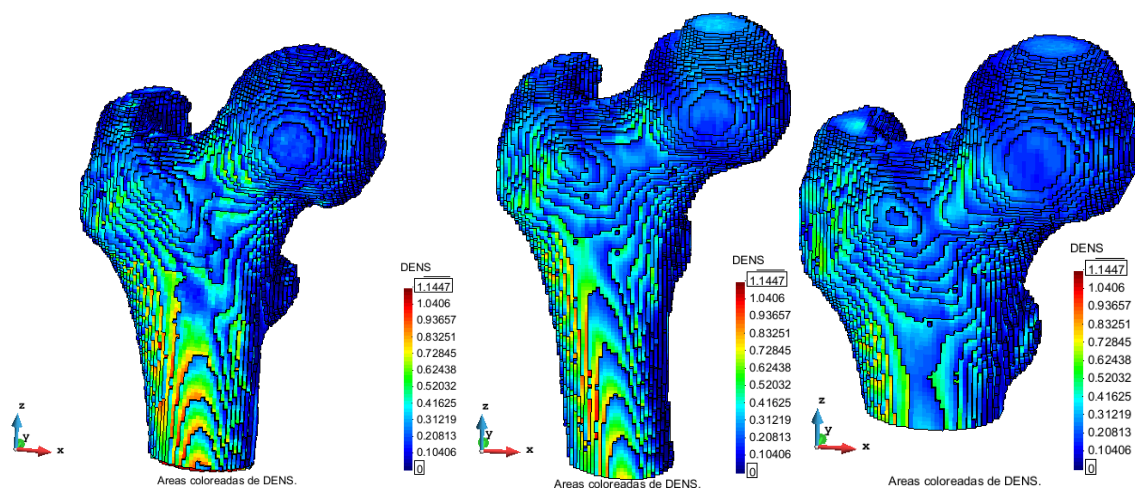 DENS
1.1447
1.0406
0.93657
0.83251
0.72845
0.62439
0.52032
0.41625
0.31219
0.20813
0.10406
0
z
y
x
Areas coloreadas de DENS.
DENS
1.1447
1.0406
0.93657
0.83251
0.72845
0.62439
0.52032
0.41625
0.31219
0.20813
0.10406
0
z
y
x
Areas coloreadas de DENS.
DENS
1.1447
1.0406
0.93657
0.83251
0.72845
0.62438
0.52032
0.41625
0.31219
0.20813
0.10406
0
z
y
x
Areas coloreadas de DENS.